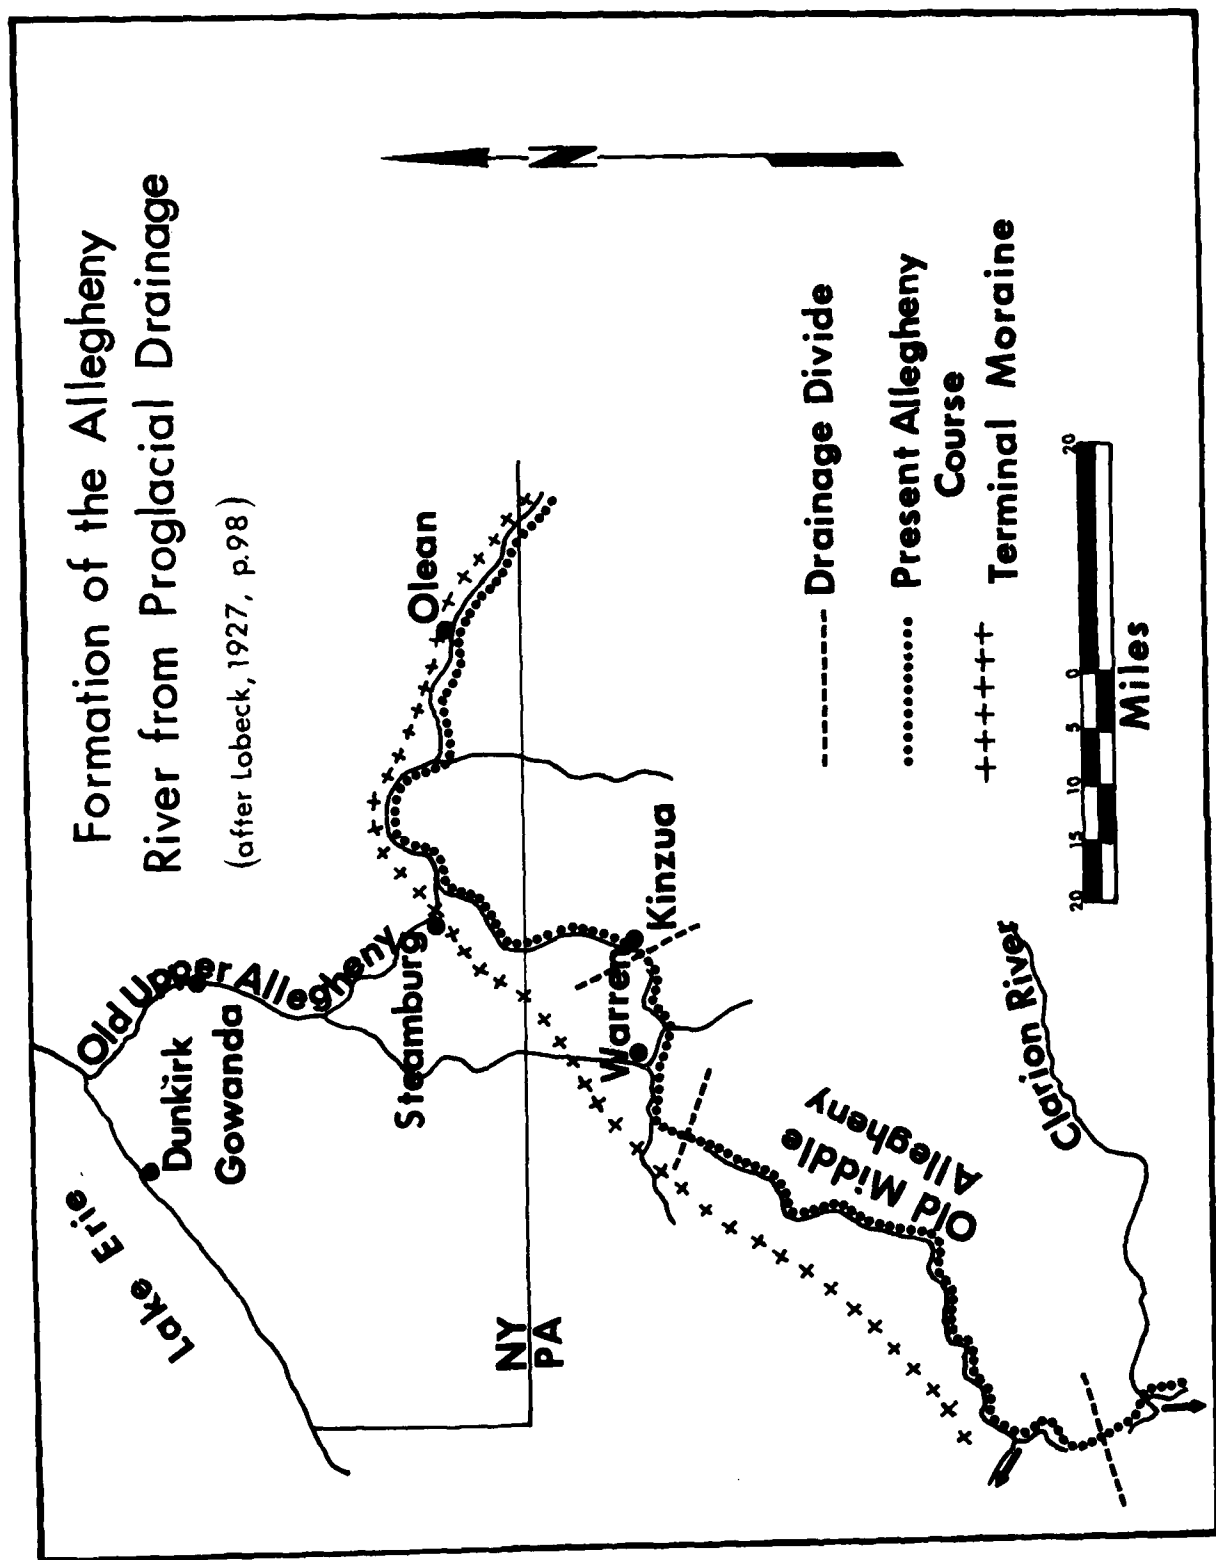 Formation of the Allegheny
River from Proglacial Drainage
(after Lobeck, 1927, p.98)
N
Lake Erie
Old Upper Allegheny
Dunkirk
Gowanda
Steamburg
Olean
NY
PA
Warren
Kinzua
Old Middle
Allegheny
Clarion River
Drainage Divide
Present Allegheny
Course
Terminal Moraine
20 15 10 5 0 20
Miles